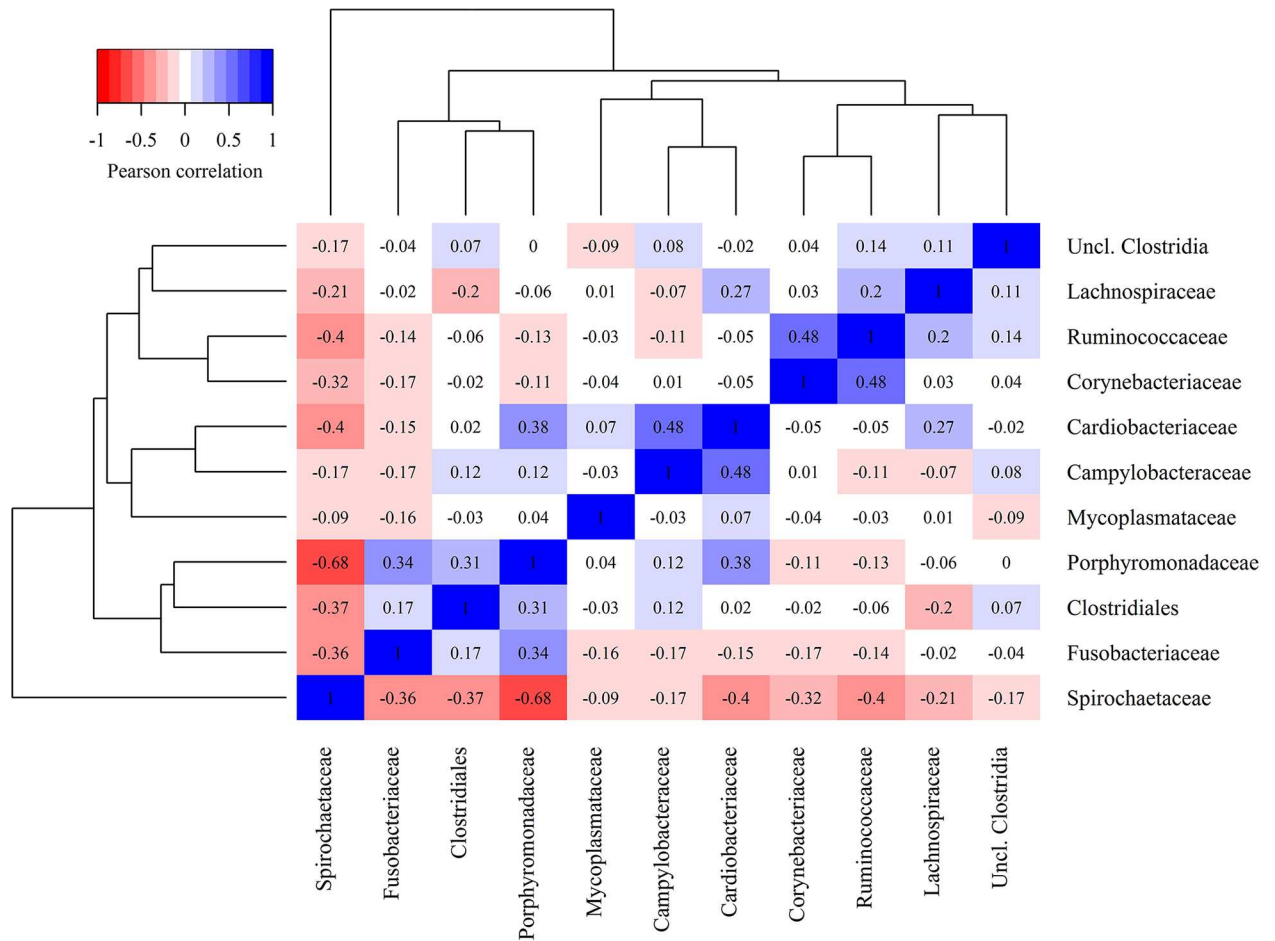 -1 -0.5 0 0.5 1
Pearson correlation
-0.17 -0.04 0.07 0 -0.09 0.08 -0.02 0.04 0.14 0.11 1 Uncl. Clostridia
-0.21 -0.02 -0.2 -0.06 0.01 -0.07 0.27 0.03 0.2 1 0.11 Lachnospiraceae
-0.4 -0.14 -0.06 -0.13 -0.03 -0.11 -0.05 0.48 1 0.2 0.14 Ruminococcaceae
-0.32 -0.17 -0.02 -0.11 -0.04 0.01 -0.05 1 0.48 0.03 0.04 Corynebacteriaceae
-0.4 -0.15 0.02 0.38 0.07 0.48 1 -0.05 -0.05 0.27 -0.02 Cardiobacteriaceae
-0.17 -0.17 0.12 0.12 -0.03 1 0.48 0.01 -0.11 -0.07 0.08 Campylobacteraceae
-0.09 -0.16 -0.03 0.04 1 -0.03 0.07 -0.04 -0.03 0.01 -0.09 Mycoplasmataceae
-0.68 0.34 0.31 1 0.04 0.12 0.38 -0.11 -0.13 -0.06 0 Porphyromonadaceae
-0.37 0.17 1 0.31 -0.03 0.12 0.02 -0.02 -0.06 -0.2 0.07 Clostridiales
-0.36 1 0.17 0.34 -0.16 -0.17 -0.15 -0.17 -0.14 -0.02 -0.04 Fusobacteriaceae
1 -0.36 -0.37 -0.68 -0.09 -0.17 -0.4 -0.32 -0.4 -0.21 -0.17 Spirochaetaceae
Spirochaetaceae
Fusobacteriaceae
Clostridiales
Porphyromonadaceae
Mycoplasmataceae
Campylobacteraceae
Cardiobacteriaceae
Corynebacteriaceae
Ruminococcaceae
Lachnospiraceae
Uncl. Clostridia